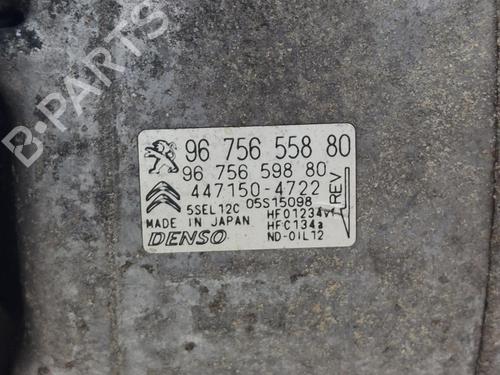 B-PARTS
96 756 558 80
96 756 598 80
447150-4722
5SEL12C 05S15098
MADE IN JAPAN HFO1234yf
HFC134a
DENSO ND-OIL12
REV